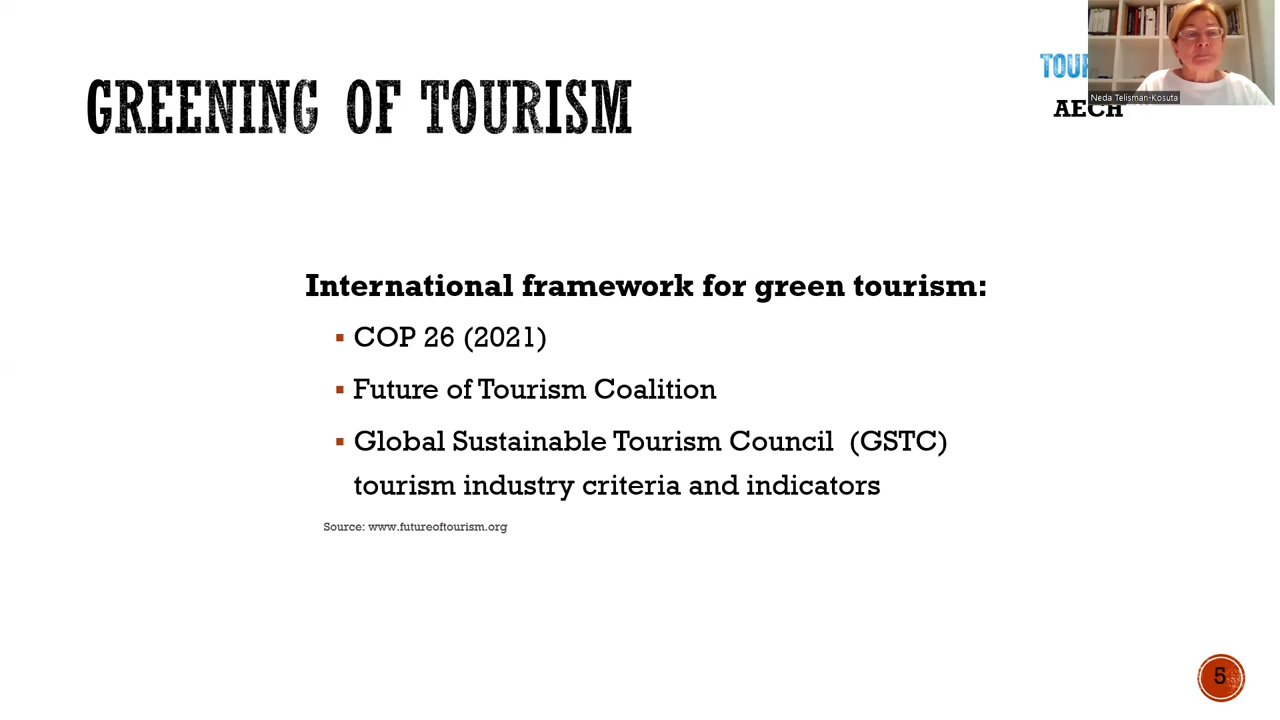 GREENING OF TOURISM
Neda Telisman-Kosuta
AECH
International framework for green tourism:
▪ COP 26 (2021)
▪ Future of Tourism Coalition
▪ Global Sustainable Tourism Council (GSTC)
tourism industry criteria and indicators
Source: www.futureoftourism.org
5